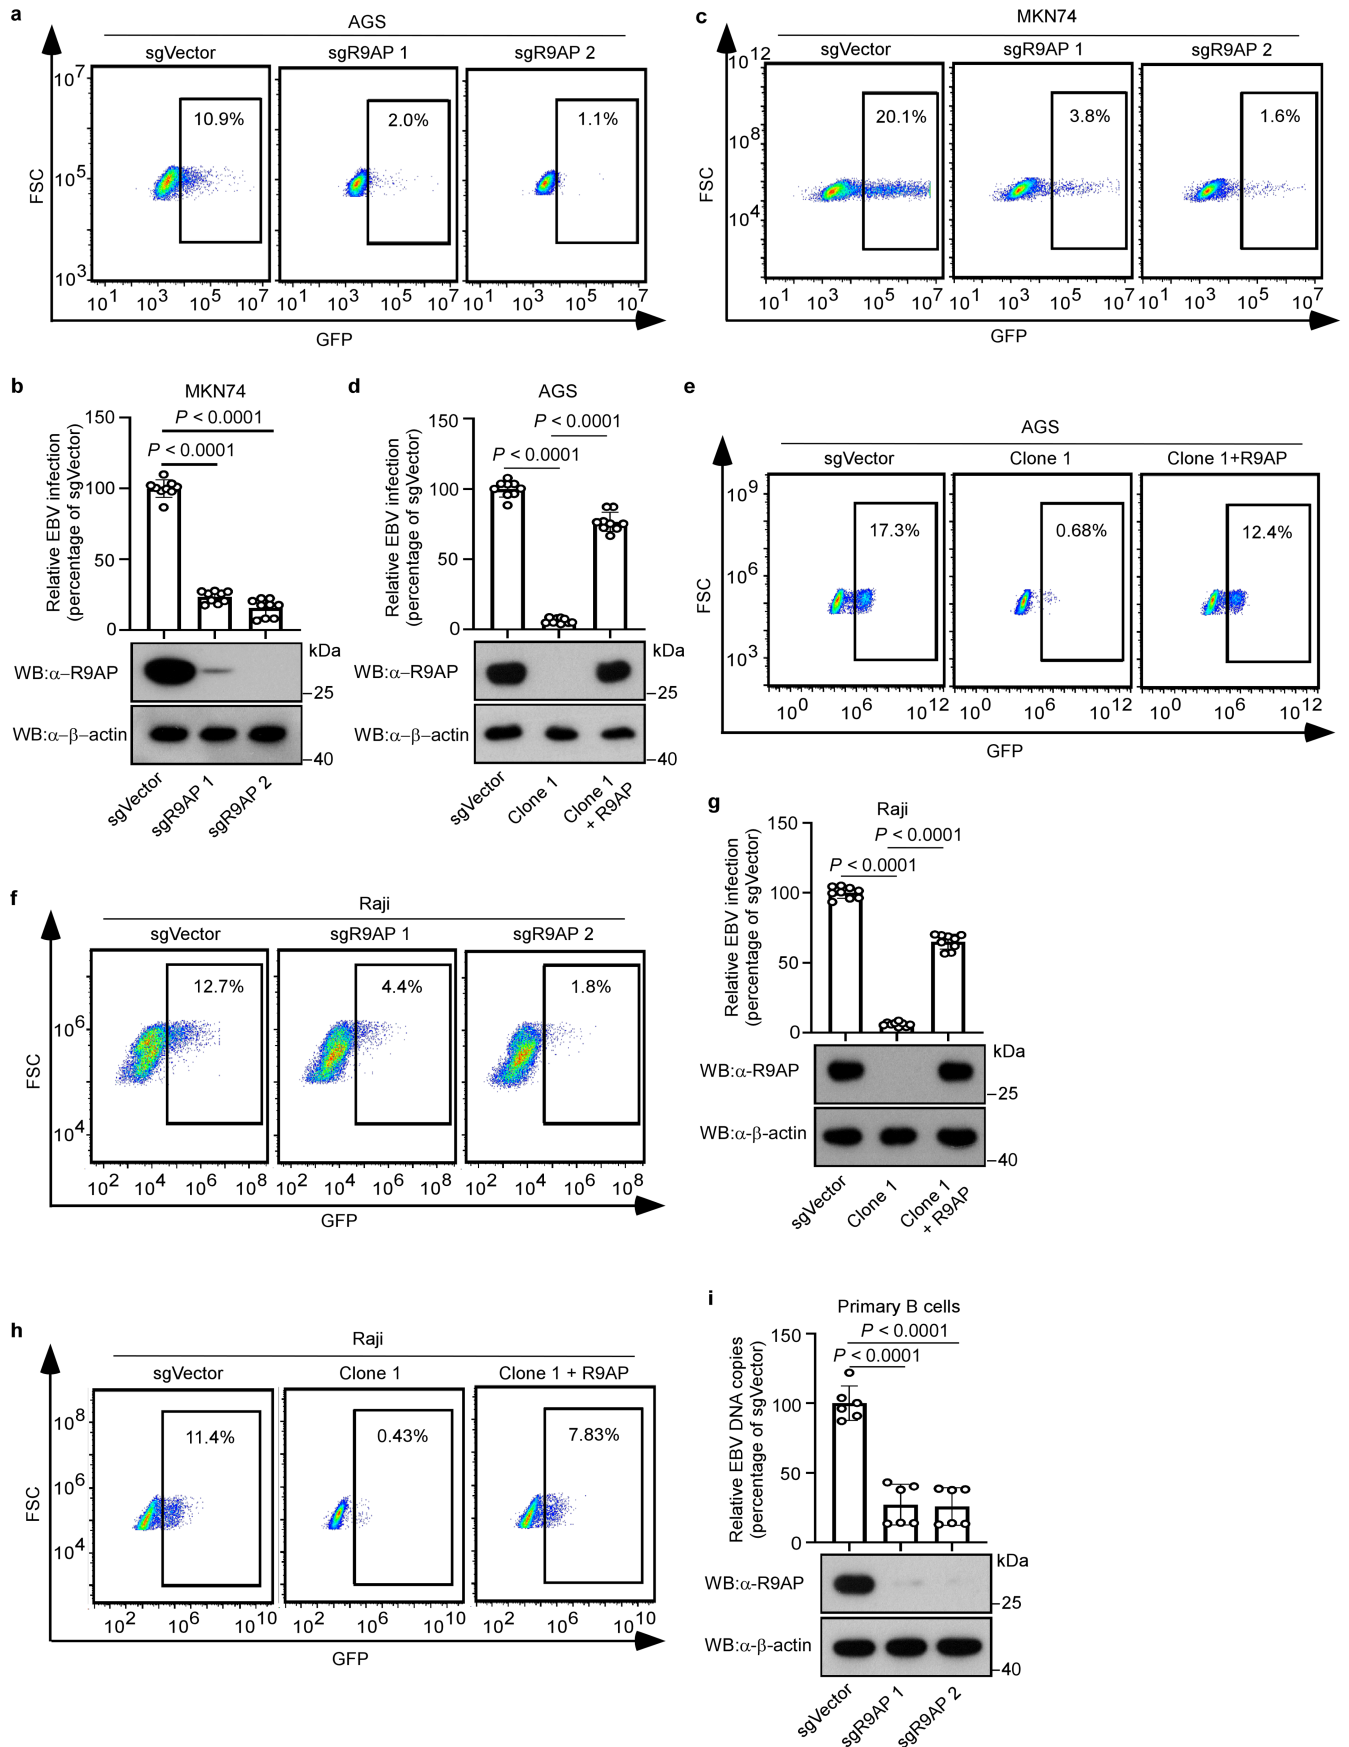 a
AGS
sgVector sgR9AP 1 sgR9AP 2
10⁷
10⁵
10³
FSC
10.9% 2.0% 1.1%
10¹ 10³ 10⁵ 10⁷ 10¹ 10³ 10⁵ 10⁷ 10¹ 10³ 10⁵ 10⁷
GFP
c
MKN74
sgVector sgR9AP 1 sgR9AP 2
10¹²
10⁸
10⁴
FSC
20.1% 3.8% 1.6%
10¹ 10³ 10⁵ 10⁷ 10¹ 10³ 10⁵ 10⁷ 10¹ 10³ 10⁵ 10⁷
GFP
b
MKN74
Relative EBV infection
(percentage of sgVector)
150
100
50
0
P < 0.0001
P < 0.0001
kDa
WB:α−R9AP
−25
WB:α−β−actin
−40
sgVector
sgR9AP 1
sgR9AP 2
d
AGS
Relative EBV infection
(percentage of sgVector)
150
100
50
0
P < 0.0001
P < 0.0001
kDa
WB:α−R9AP
−25
WB:α−β−actin
−40
sgVector
Clone 1
Clone 1
+ R9AP
e
AGS
sgVector Clone 1 Clone 1+R9AP
10⁹
10⁶
10³
FSC
17.3% 0.68% 12.4%
10⁰ 10⁶ 10¹² 10⁰ 10⁶ 10¹² 10⁰ 10⁶ 10¹²
GFP
f
Raji
sgVector sgR9AP 1 sgR9AP 2
10⁶
10⁴
FSC
12.7% 4.4% 1.8%
10² 10⁴ 10⁶ 10⁸ 10² 10⁴ 10⁶ 10⁸ 10² 10⁴ 10⁶ 10⁸
GFP
g
Raji
Relative EBV infection
(percentage of sgVector)
150
100
50
0
P < 0.0001
P < 0.0001
kDa
WB:α-R9AP
−25
WB:α-β-actin
−40
sgVector
Clone 1
Clone 1
+ R9AP
h
Raji
sgVector Clone 1 Clone 1 + R9AP
10⁸
10⁶
10⁴
FSC
11.4% 0.43% 7.83%
10² 10⁶ 10¹⁰ 10² 10⁶ 10¹⁰ 10² 10⁶ 10¹⁰
GFP
i
Primary B cells
Relative EBV DNA copies
(percentage of sgVector)
150
100
50
0
P < 0.0001
P < 0.0001
kDa
WB:α-R9AP
−25
WB:α-β-actin
−40
sgVector
sgR9AP 1
sgR9AP 2